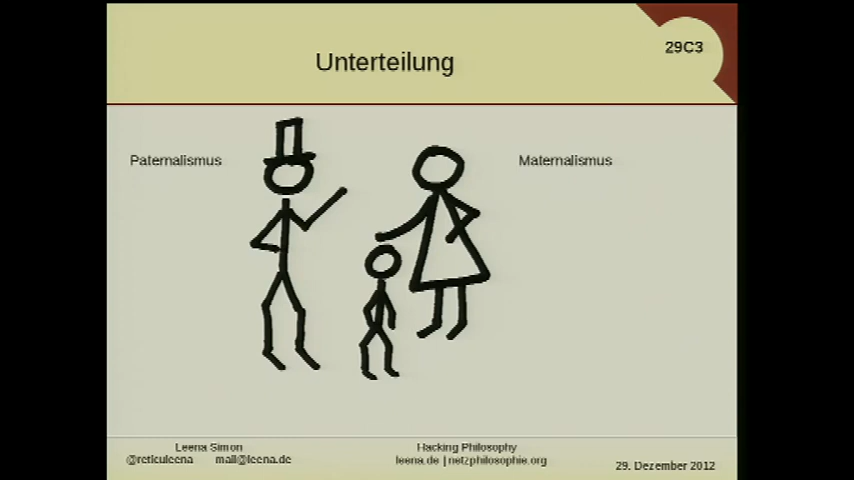 Unterteilung
29C3
Paternalismus
Maternalismus
Leena Simon
@reticuleena mail@leena.de
Hacking Philosophy
leena.de | netzphilosophie.org
29. Dezember 2012